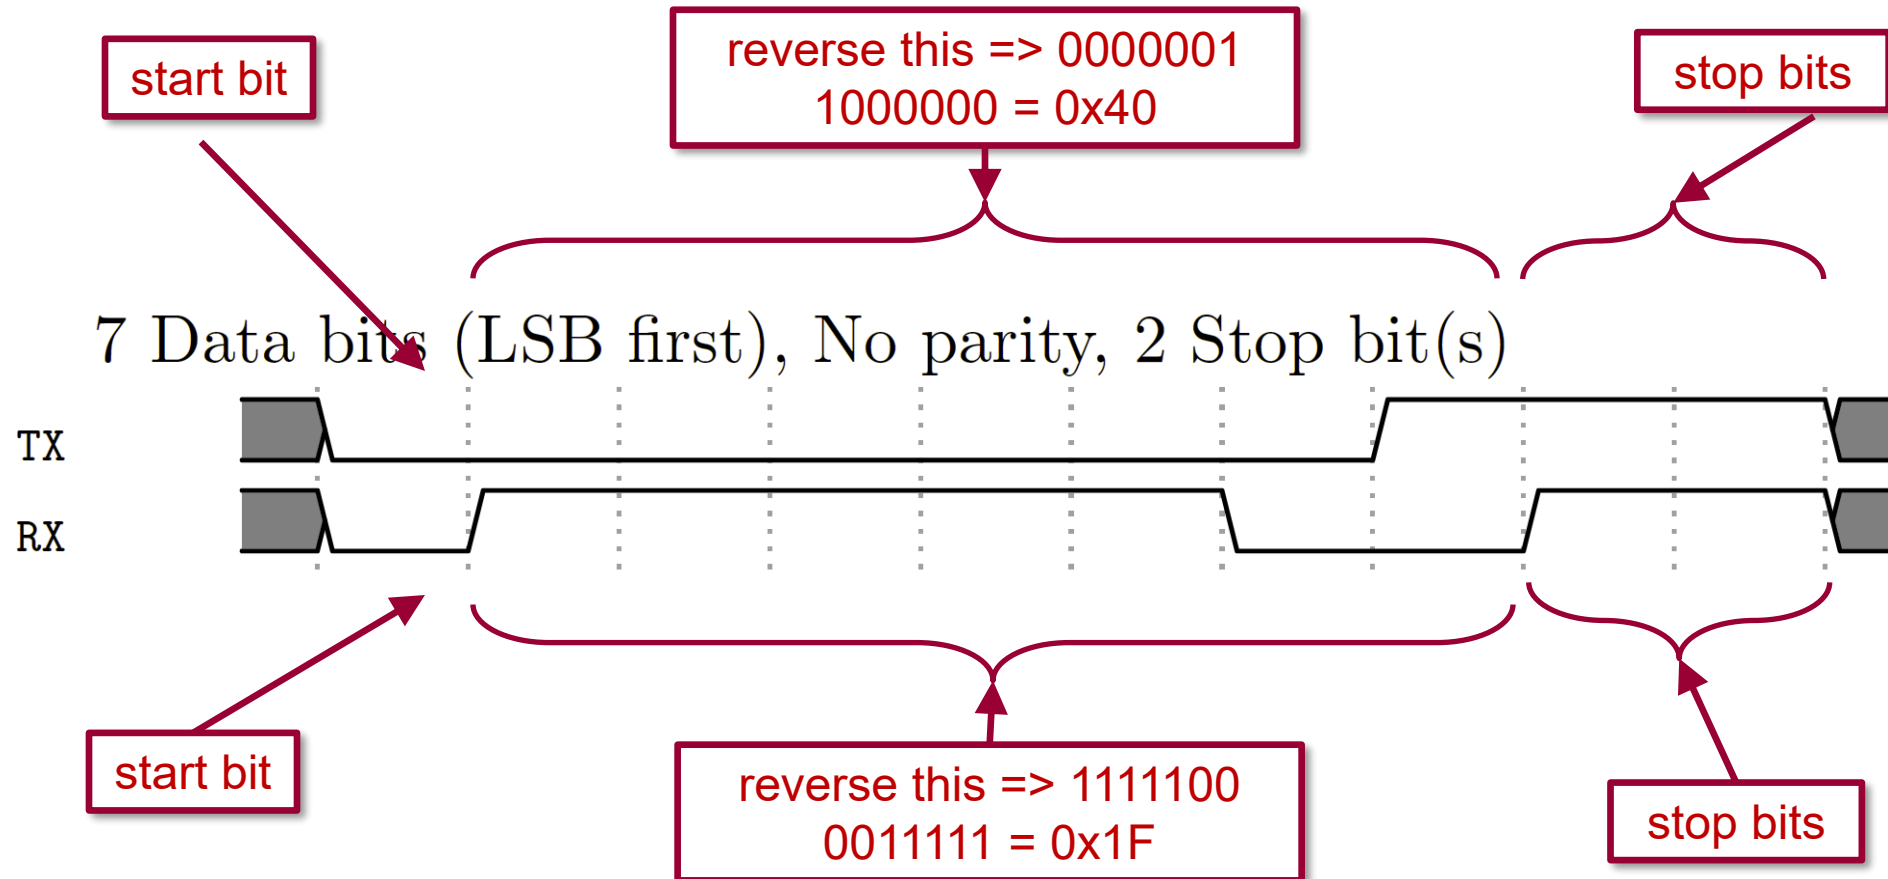 start bit
reverse this => 0000001
1000000 = 0x40
stop bits
7 Data bits (LSB first), No parity, 2 Stop bit(s)
TX
RX
start bit
reverse this => 1111100
0011111 = 0x1F
stop bits